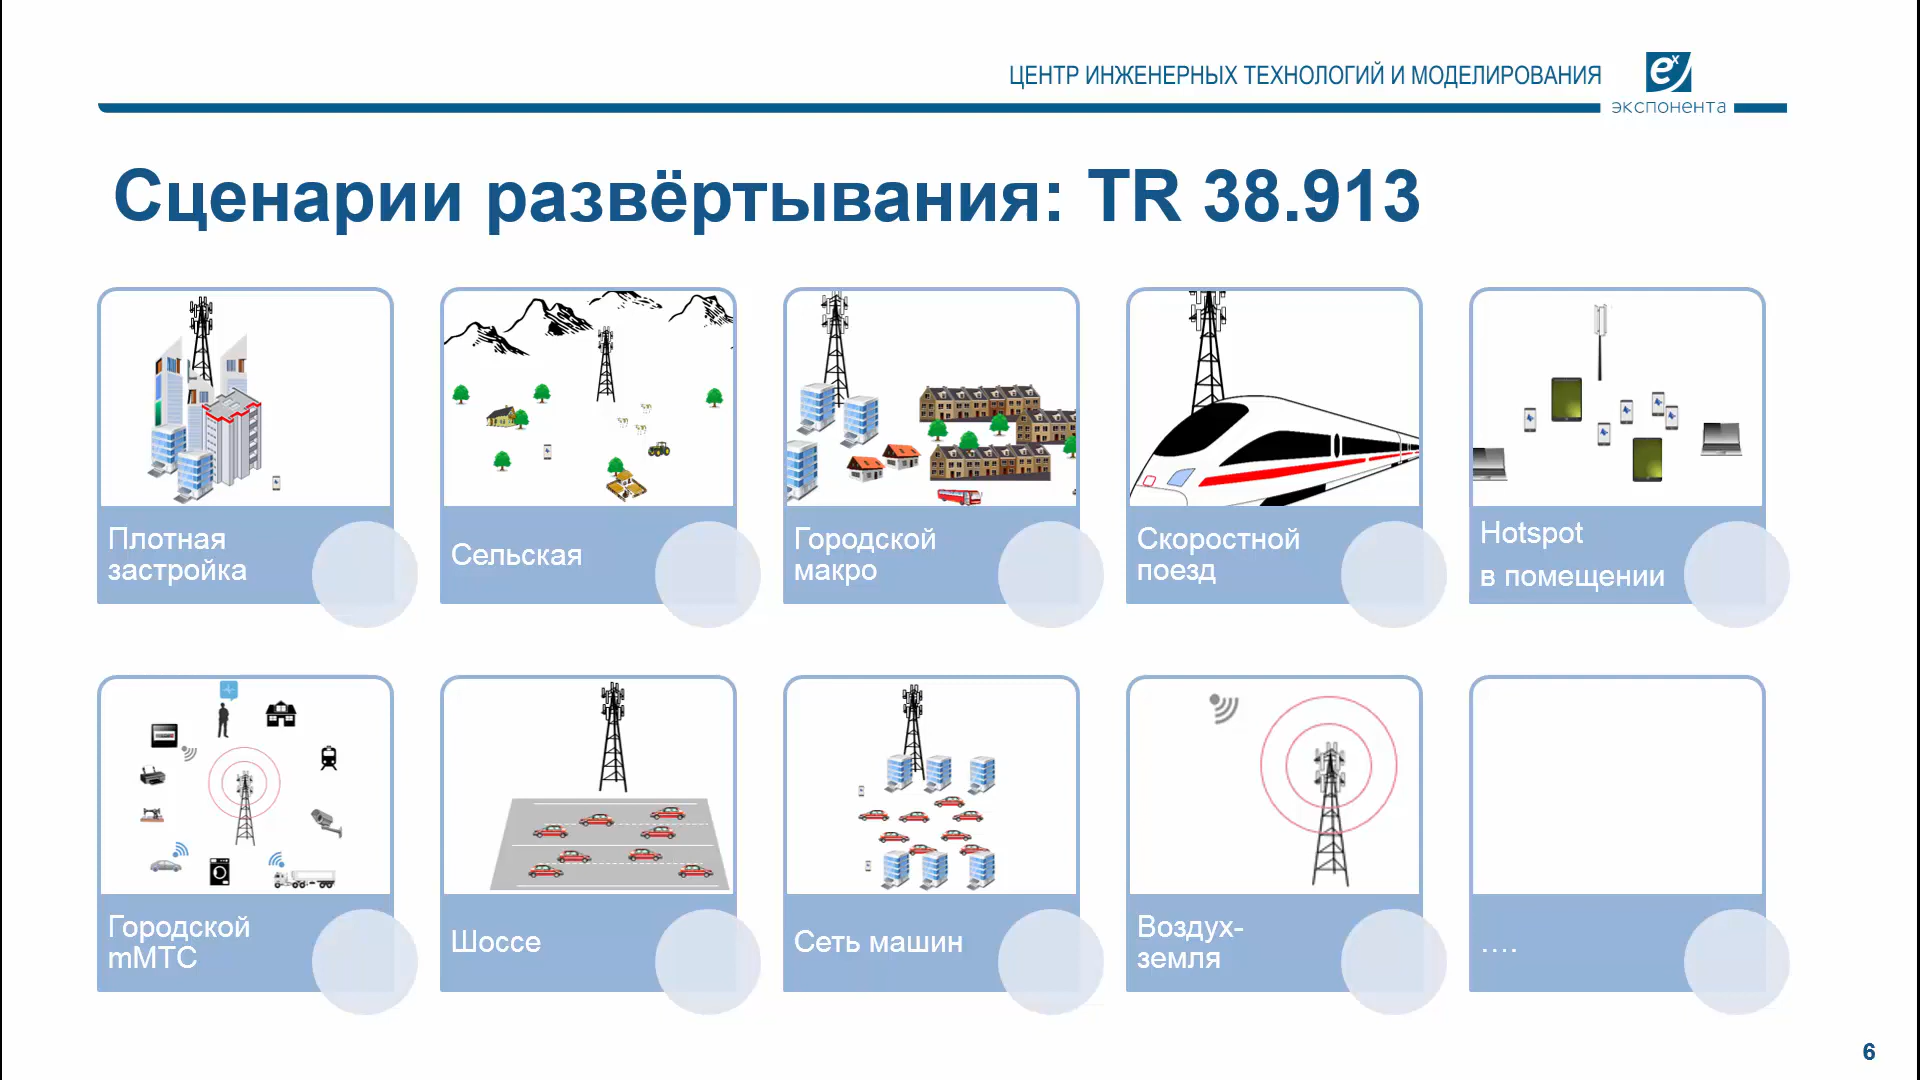 ЦЕНТР ИНЖЕНЕРНЫХ ТЕХНОЛОГИЙ И МОДЕЛИРОВАНИЯ
ex
экспонента
Сценарии развёртывания: TR 38.913
Плотная
застройка
Сельская
Городской
макро
Скоростной
поезд
Hotspot
в помещении
Городской
mMTC
Шоссе
Сеть машин
Воздух-
земля
....
6